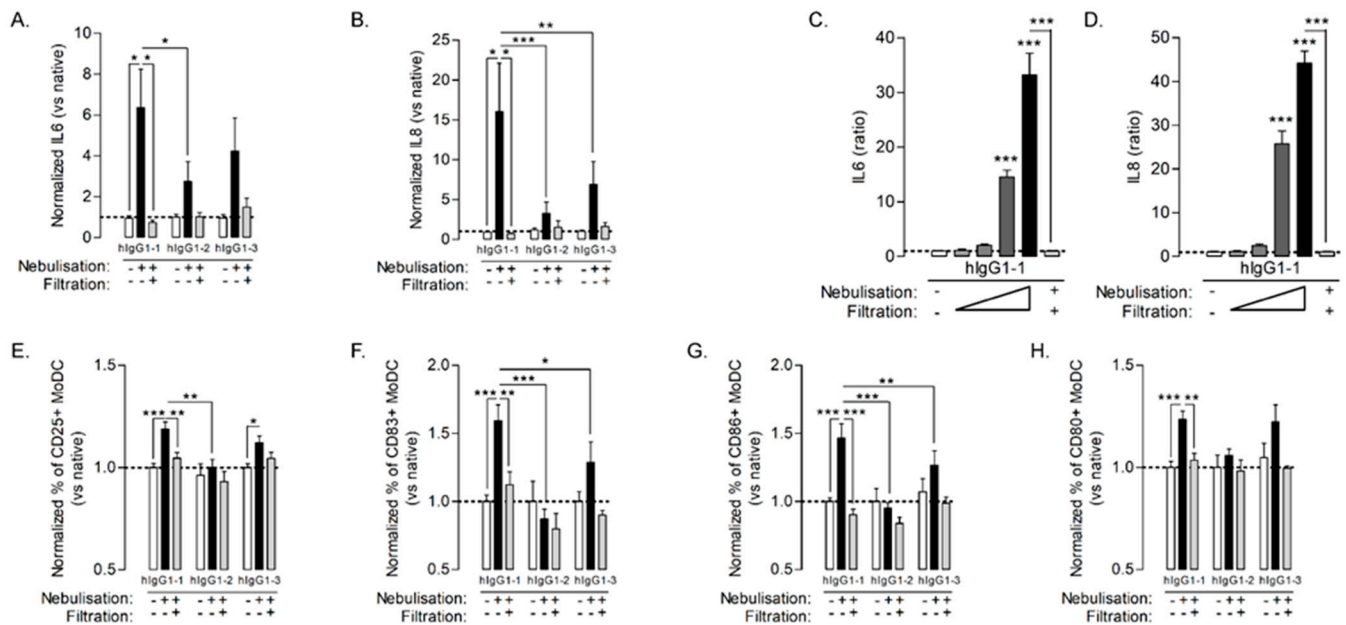 A.
Normalized IL6 (vs native)
10
8
6
4
2
0
* *
*
hIgG1-1 hIgG1-2 hIgG1-3
Nebulisation: - + + - + + - + +
Filtration: - - + - - + - - +
B.
Normalized IL8 (vs native)
25
20
15
10
5
0
* *
***
**
hIgG1-1 hIgG1-2 hIgG1-3
Nebulisation: - + + - + + - + +
Filtration: - - + - - + - - +
C.
IL6 (ratio)
40
30
20
10
0
***
***
***
hIgG1-1
Nebulisation: - +
Filtration: - +
D.
IL8 (ratio)
50
40
30
20
10
0
***
***
***
hIgG1-1
Nebulisation: - +
Filtration: - +
E.
Normalized % of CD25+ MoDC
(vs native)
1.5
1.0
0.5
*** **
**
*
hIgG1-1 hIgG1-2 hIgG1-3
Nebulisation: - + + - + + - + +
Filtration: - - + - - + - - +
F.
Normalized % of CD83+ MoDC
(vs native)
2.0
1.5
1.0
0.5
*** **
***
*
hIgG1-1 hIgG1-2 hIgG1-3
Nebulisation: - + + - + + - + +
Filtration: - - + - - + - - +
G.
Normalized % of CD86+ MoDC
(vs native)
2.0
1.5
1.0
0.5
*** ***
***
**
hIgG1-1 hIgG1-2 hIgG1-3
Nebulisation: - + + - + + - + +
Filtration: - - + - - + - - +
H.
Normalized % of CD80+ MoDC
(vs native)
1.5
1.0
0.5
*** **
hIgG1-1 hIgG1-2 hIgG1-3
Nebulisation: - + + - + + - + +
Filtration: - - + - - + - - +